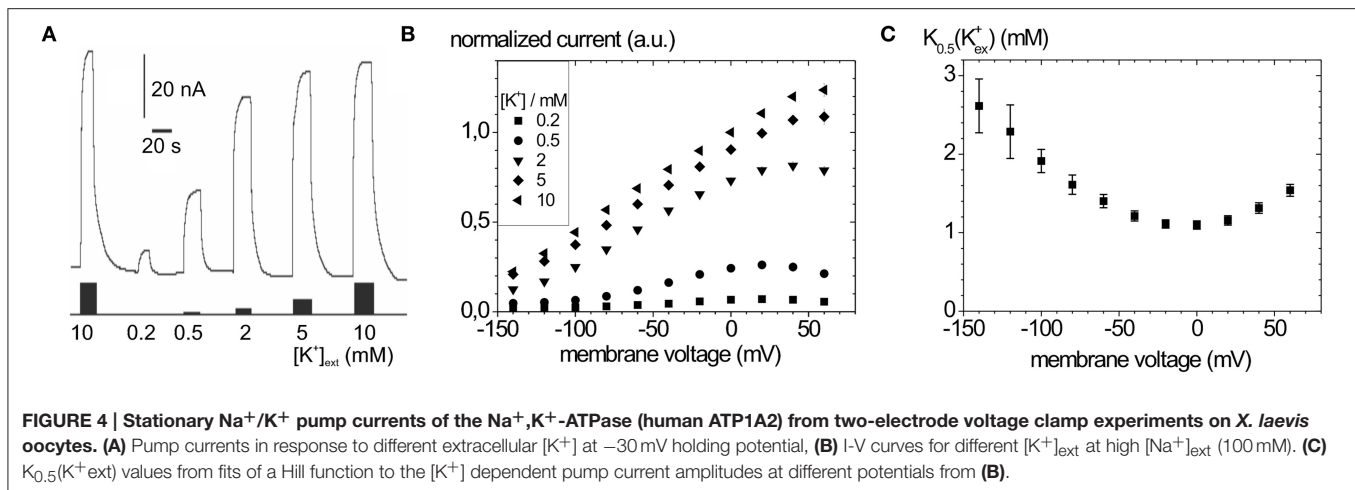 A
20 nA
20 s
10 0.2 0.5 2 5 10
[K+]ext (mM)
B
normalized current (a.u.)
[K+] / mM
0.2
0.5
2
5
10
1,0
0,5
0,0
-150 -100 -50 0 50
membrane voltage (mV)
C
K0.5(K+ex) (mM)
3
2
1
0
-150 -100 -50 0 50
membrane voltage (mV)
FIGURE 4 | Stationary Na+/K+ pump currents of the Na+,K+-ATPase (human ATP1A2) from two-electrode voltage clamp experiments on X. laevis
oocytes. (A) Pump currents in response to different extracellular [K+] at −30 mV holding potential, (B) I-V curves for different [K+]ext at high [Na+]ext (100 mM). (C)
K0.5(K+ext) values from fits of a Hill function to the [K+] dependent pump current amplitudes at different potentials from (B).